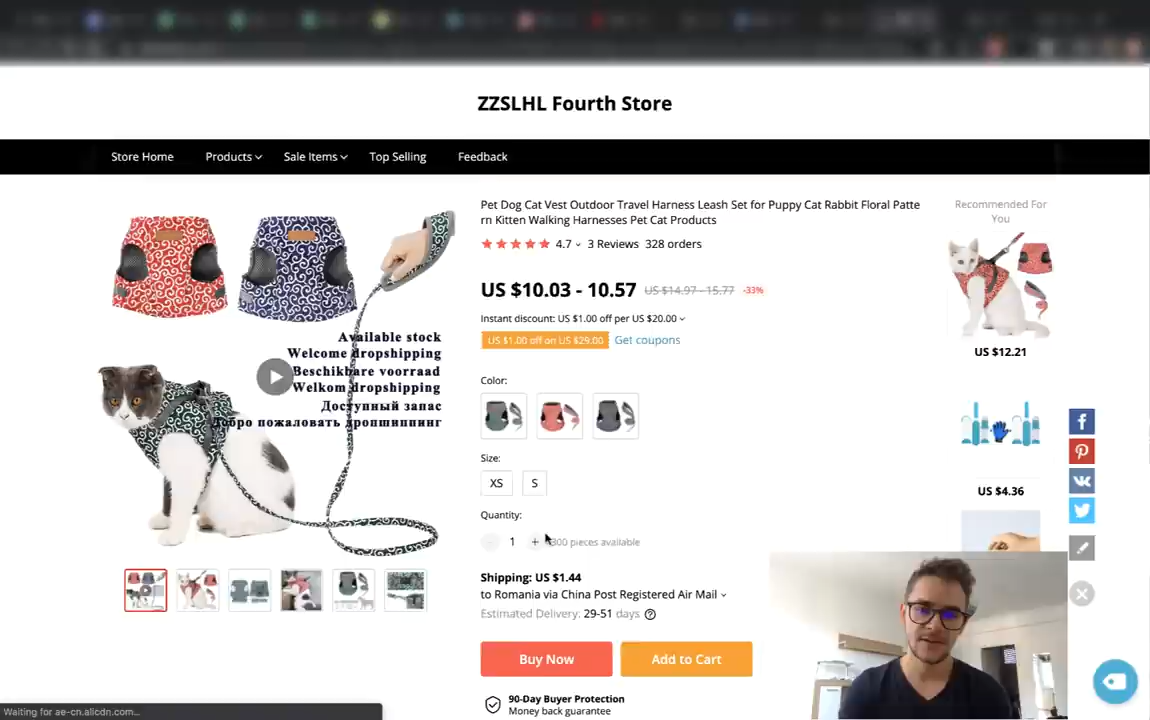 ZZSLHL Fourth Store
Store Home
Products
Sale Items
Top Selling
Feedback
Available stock
Welcome dropshipping
Beschikbare voorraad
Welkom dropshipping
Доступный запас
Добро пожаловать дропшиппинг
Pet Dog Cat Vest Outdoor Travel Harness Leash Set for Puppy Cat Rabbit Floral Patte
rn Kitten Walking Harnesses Pet Cat Products
4.7 3 Reviews 328 orders
US $10.03 - 10.57 US $14.97 - 15.77 -33%
Instant discount: US $1.00 off per US $20.00
US $1.00 off on US $29.00 Get coupons
Color:
Size:
XS S
Quantity:
1 + 300 pieces available
Shipping: US $1.44
to Romania via China Post Registered Air Mail
Estimated Delivery: 29-51 days ?
Buy Now
Add to Cart
90-Day Buyer Protection
Money back guarantee
Recommended For
You
US $12.21
US $4.36
Waiting for ae-cn.alicdn.com...